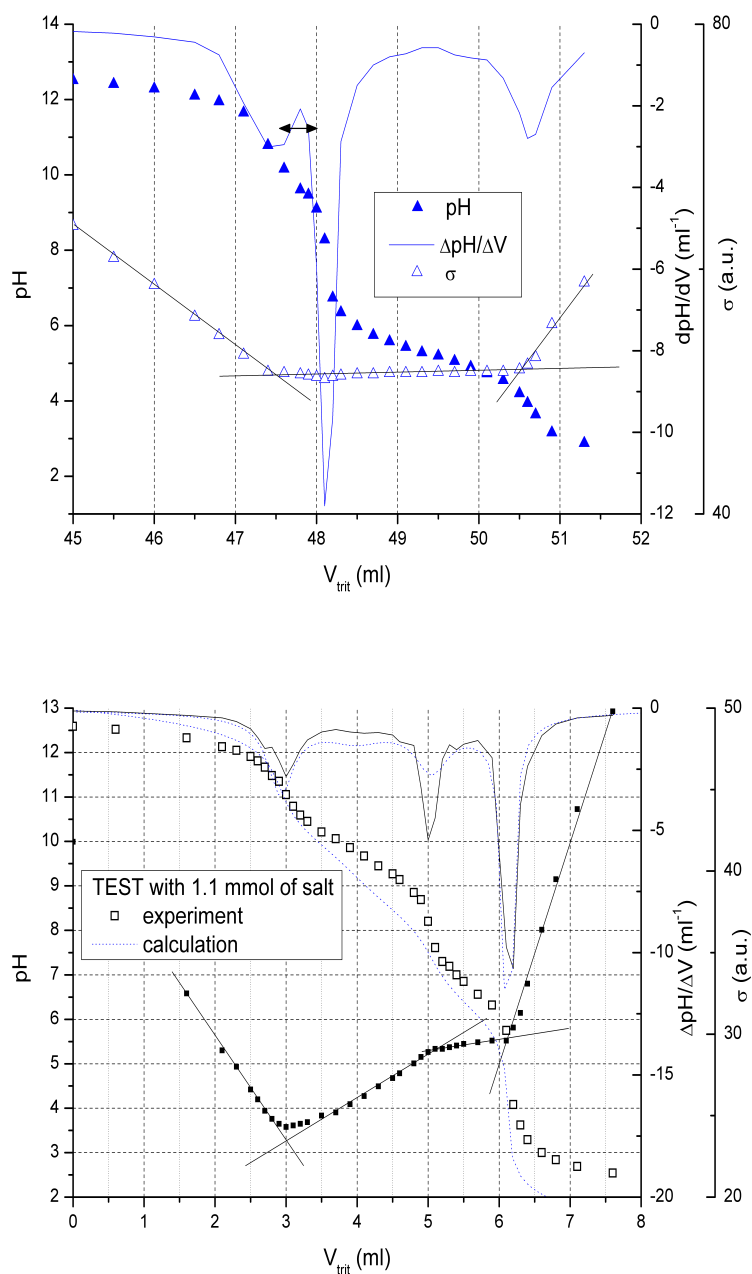 14
12
10
8
6
4
2
pH
0
-2
-4
-6
-8
-10
-12
dpH/dV (ml⁻¹)
80
60
40
σ (a.u.)
pH
ΔpH/ΔV
σ
45 46 47 48 49 50 51 52
V_trit (ml)
13
12
11
10
9
8
7
6
5
4
3
2
pH
TEST with 1.1 mmol of salt
experiment
calculation
0
-5
-10
-15
-20
ΔpH/ΔV (ml⁻¹)
50
40
30
20
σ (a.u.)
0 1 2 3 4 5 6 7 8
V_trit (ml)